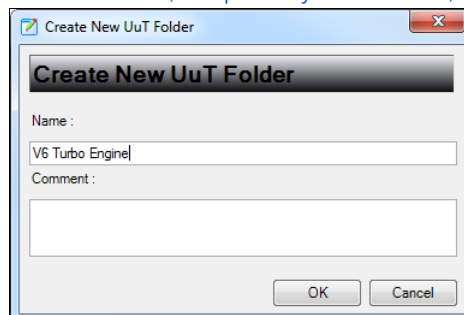 Create New UuT Folder
Create New UuT Folder
Name :
V6 Turbo Engine
Comment :
OK Cancel